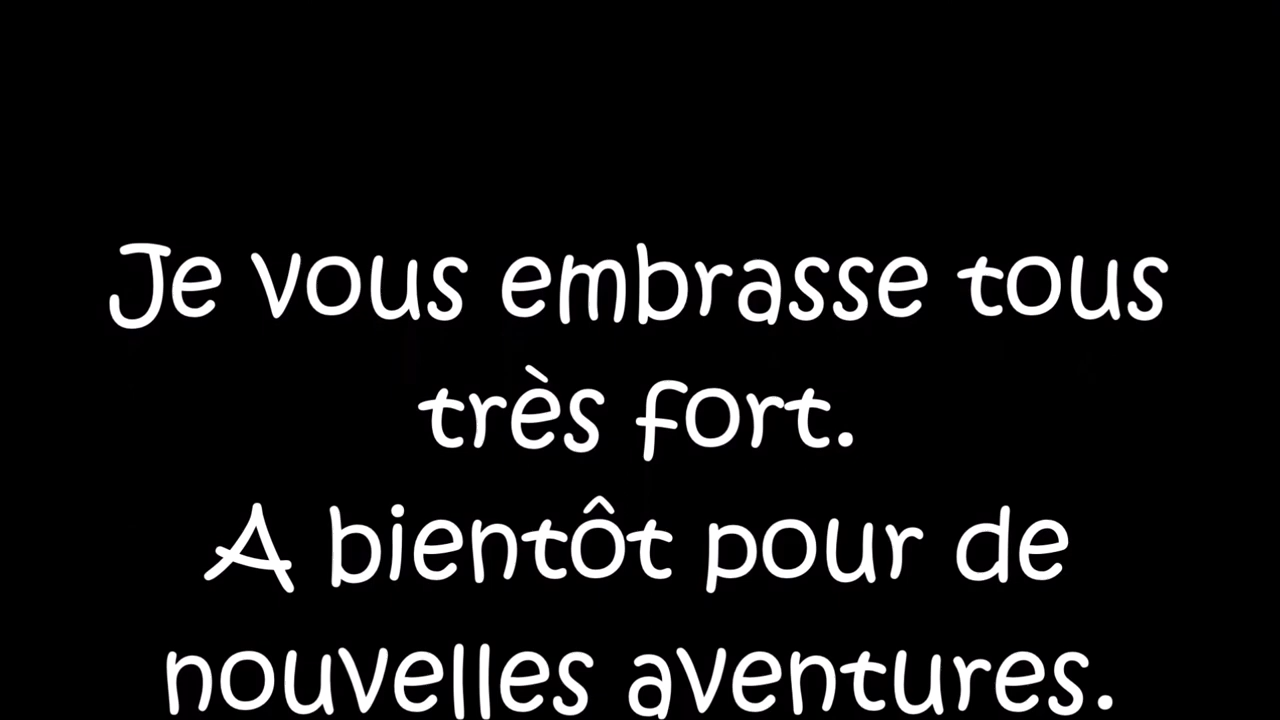 Je vous embrasse tous
très fort.
A bientôt pour de
nouvelles aventures.